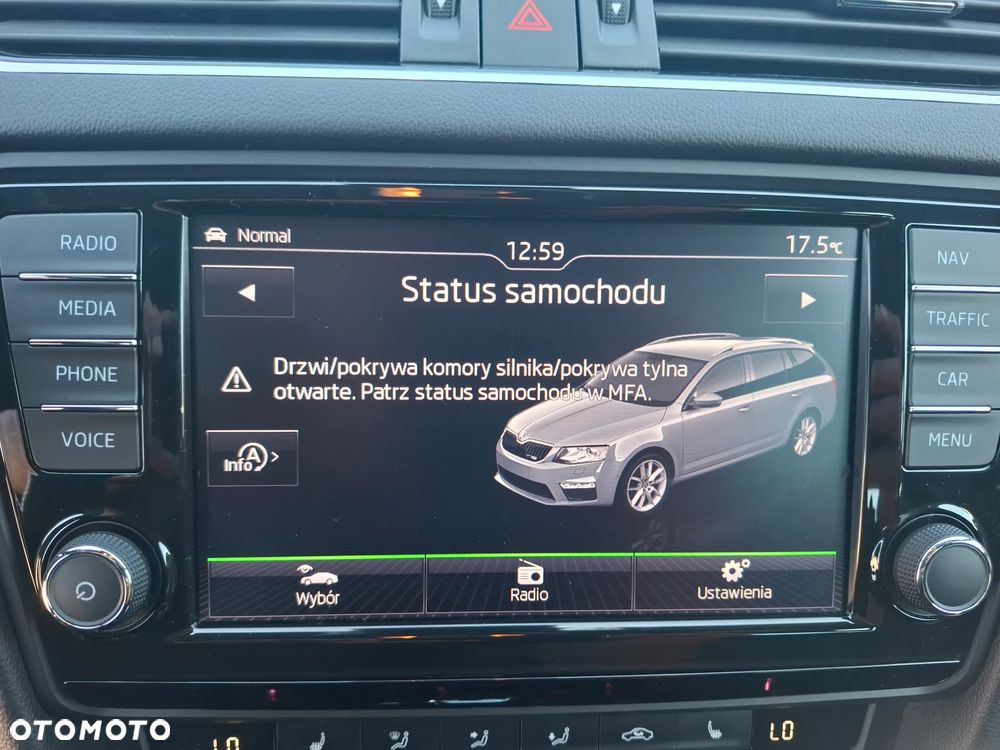 RADIO
MEDIA
PHONE
VOICE
Normal
12:59
17.5°C
Status samochodu
Drzwi/pokrywa komory silnika/pokrywa tylna
otwarte. Patrz status samochodu w MFA.
Info
A
Wybór
Radio
Ustawienia
NAV
TRAFFIC
CAR
MENU
OTOMOTO
LO
LO